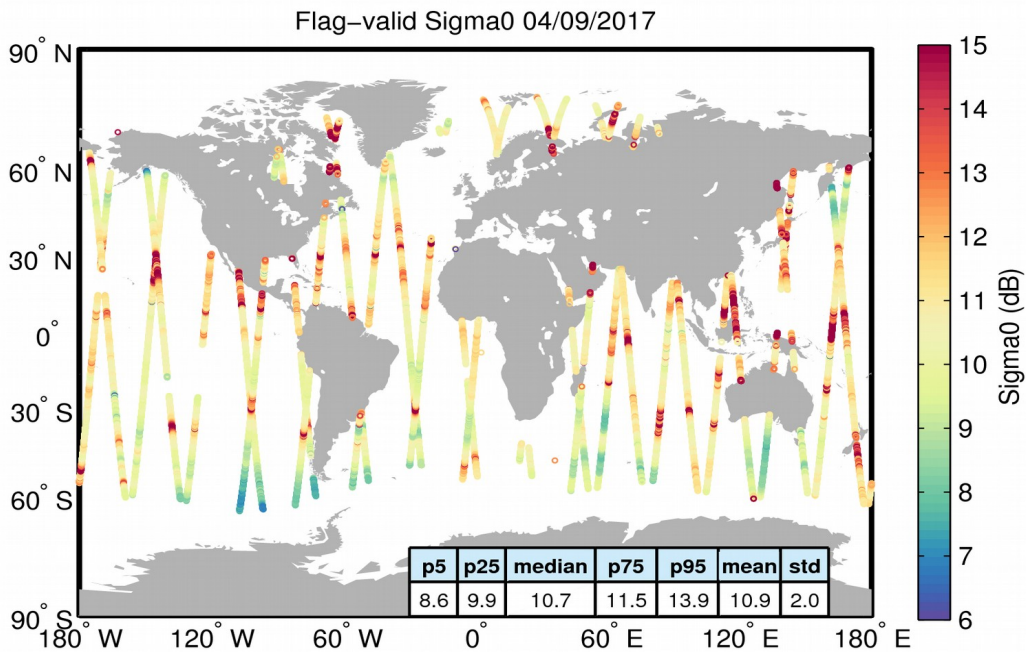 Flag−valid Sigma0 04/09/2017
90° N
60° N
30° N
0°
30° S
60° S
90° S
180° W
120° W
60° W
0°
60° E
120° E
180° E
p5 p25 median p75 p95 mean std
8.6 9.9 10.7 11.5 13.9 10.9 2.0
15
14
13
12
11
10
9
8
7
6
Sigma0 (dB)